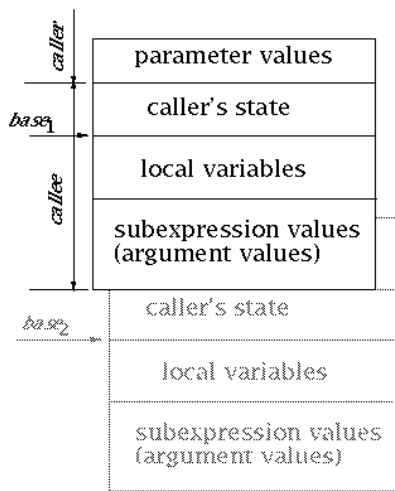 caller
parameter values
caller's state
base1
callee
local variables
subexpression values
(argument values)
caller's state
base2
local variables
subexpression values
(argument values)